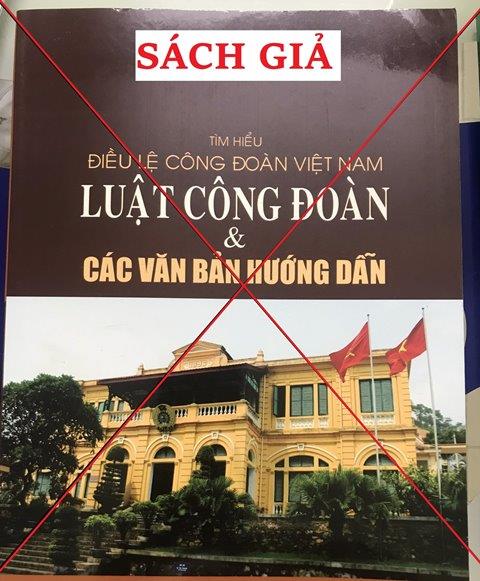 SÁCH GIẢ
TÌM HIỂU
ĐIỀU LỆ CÔNG ĐOÀN VIỆT NAM
LUẬT CÔNG ĐOÀN
&
CÁC VĂN BẢN HƯỚNG DẪN